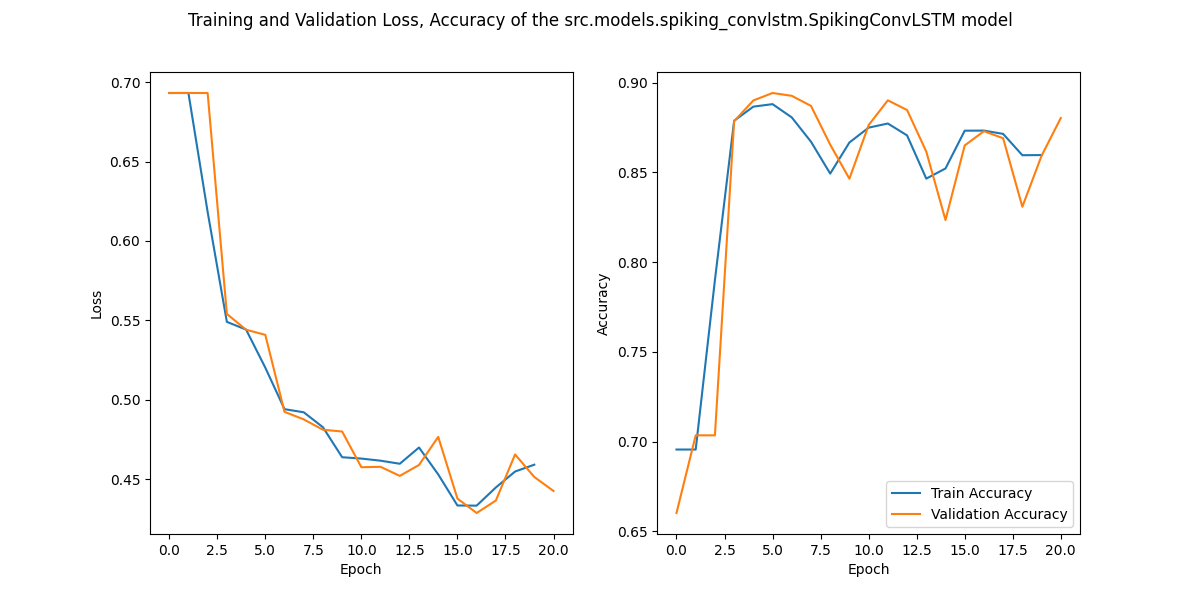 Training and Validation Loss, Accuracy of the src.models.spiking_convlstm.SpikingConvLSTM model
0.70
0.65
0.60
0.55
0.50
0.45
Loss
0.0 2.5 5.0 7.5 10.0 12.5 15.0 17.5 20.0
Epoch
0.90
0.85
0.80
0.75
0.70
0.65
Accuracy
Train Accuracy
Validation Accuracy
0.0 2.5 5.0 7.5 10.0 12.5 15.0 17.5 20.0
Epoch